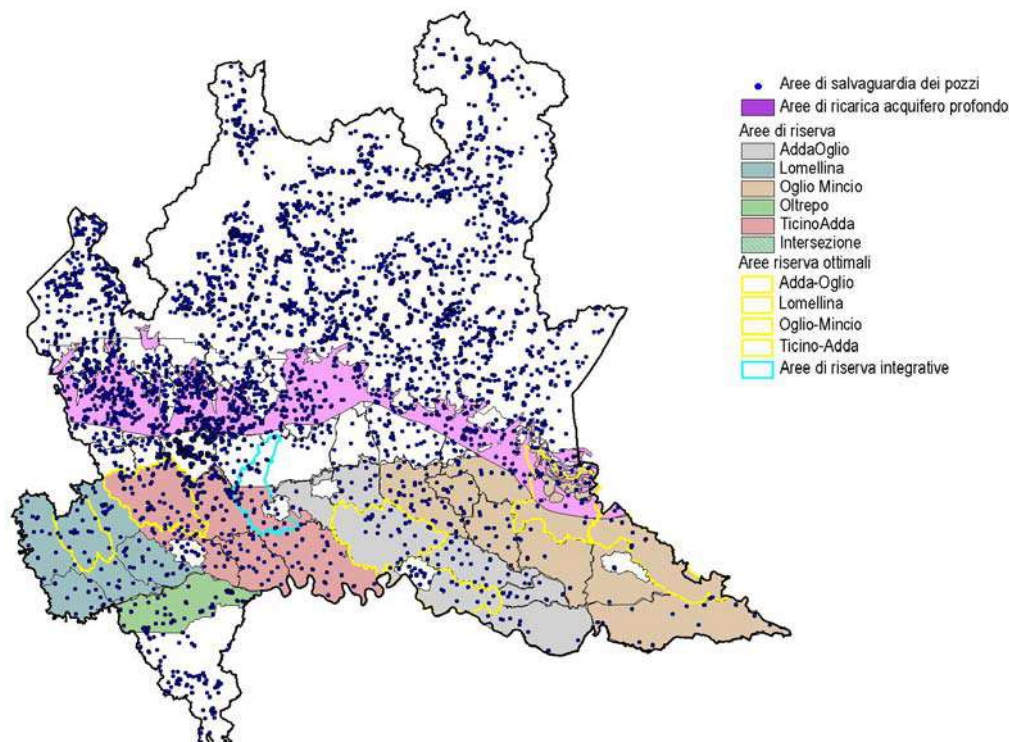 Aree di salvaguardia dei pozzi
Aree di ricarica acquifero profondo
Aree di riserva
AddaOglio
Lomellina
Oglio Mincio
Oltrepo
TicinoAdda
Intersezione
Aree riserva ottimali
Adda-Oglio
Lomellina
Oglio-Mincio
Ticino-Adda
Aree di riserva integrative